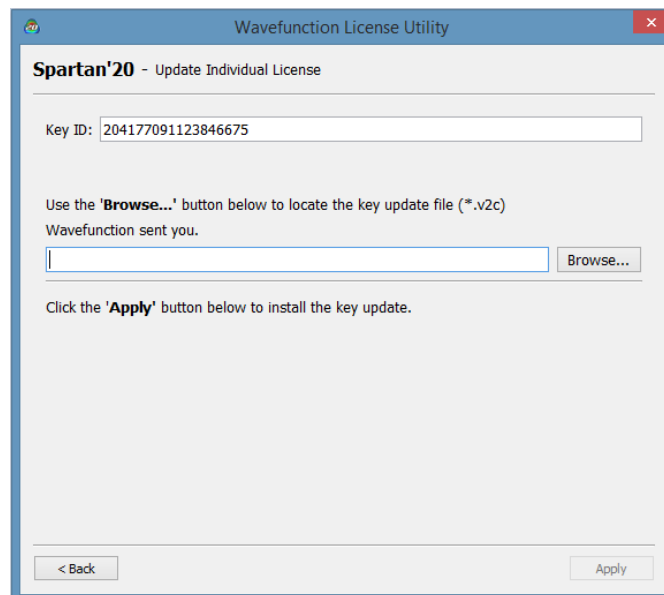 Wavefunction License Utility
Spartan'20 - Update Individual License
Key ID: 204177091123846675
Use the 'Browse...' button below to locate the key update file (*.v2c)
Wavefunction sent you.
Browse...
Click the 'Apply' button below to install the key update.
< Back
Apply